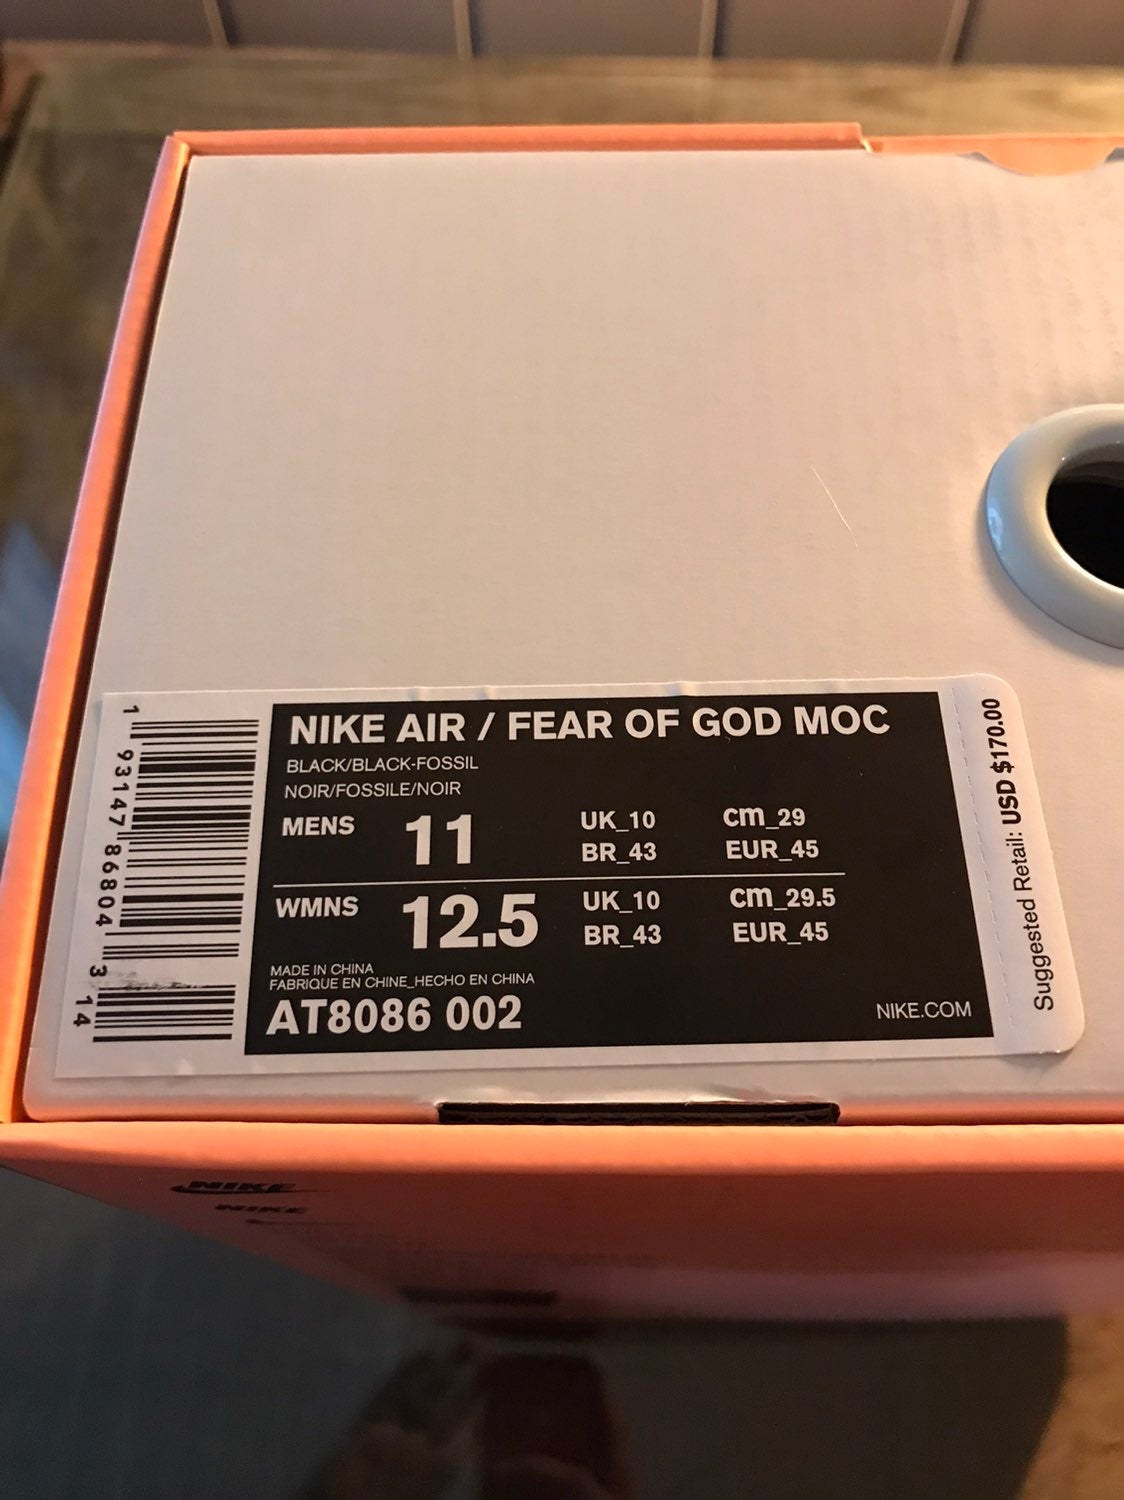 NIKE AIR / FEAR OF GOD MOC
BLACK/BLACK-FOSSIL
NOIR/FOSSILE/NOIR
MENS 11 UK_10 cm_29
BR_43 EUR_45
WMNS 12.5 UK_10 cm_29.5
BR_43 EUR_45
MADE IN CHINA
FABRIQUE EN CHINE_HECHO EN CHINA
AT8086 002
NIKE.COM
1 93147 86804 3 14
Suggested Retail: USD $170.00
NIKE
NIKE